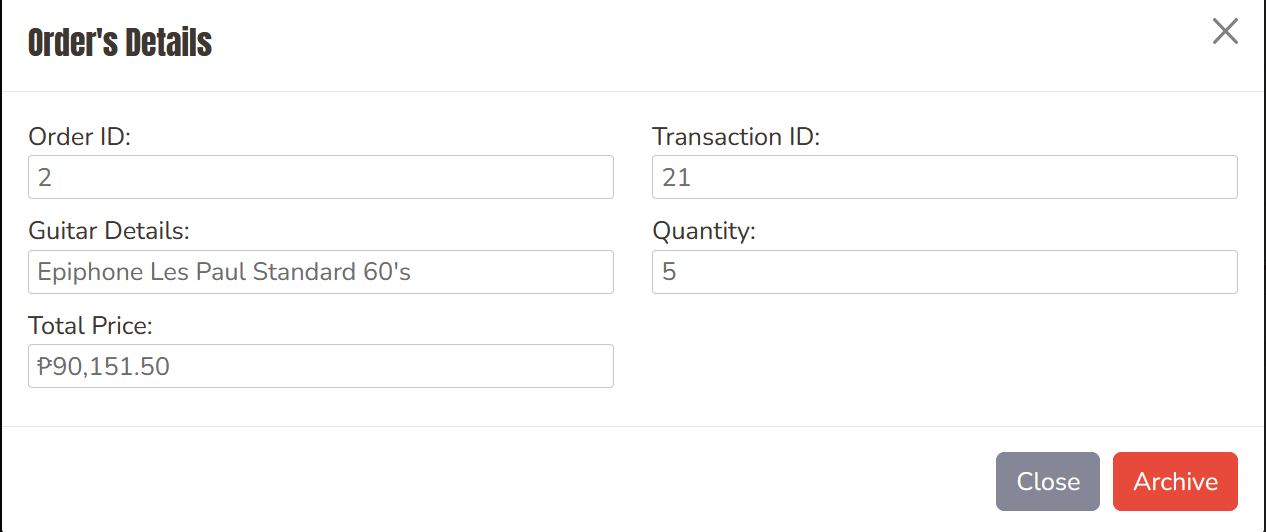 Order's Details
Order ID:
2
Transaction ID:
21
Guitar Details:
Epiphone Les Paul Standard 60's
Quantity:
5
Total Price:
₱90,151.50
Close
Archive